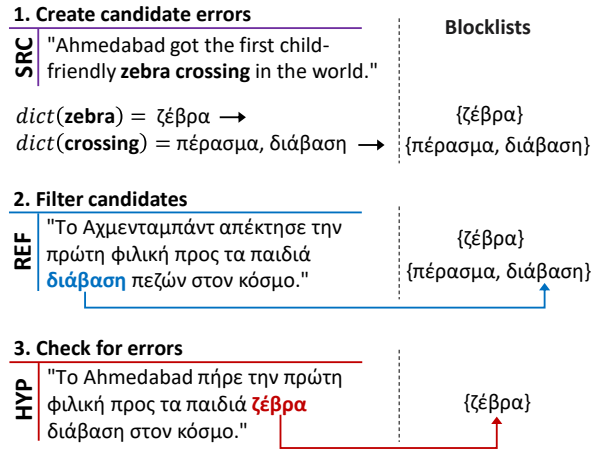 1. Create candidate errors
Blocklists
SRC
"Ahmedabad got the first child-
friendly zebra crossing in the world."
dict(zebra) = ζέβρα →
{ζέβρα}
dict(crossing) = πέρασμα, διάβαση →
{πέρασμα, διάβαση}
2. Filter candidates
REF
"Το Αχμενταμπάντ απέκτησε την
πρώτη φιλική προς τα παιδιά
διάβαση πεζών στον κόσμο."
{ζέβρα}
{πέρασμα, διάβαση}
3. Check for errors
HYP
"Το Ahmedabad πήρε την πρώτη
φιλική προς τα παιδιά ζέβρα
διάβαση στον κόσμο."
{ζέβρα}